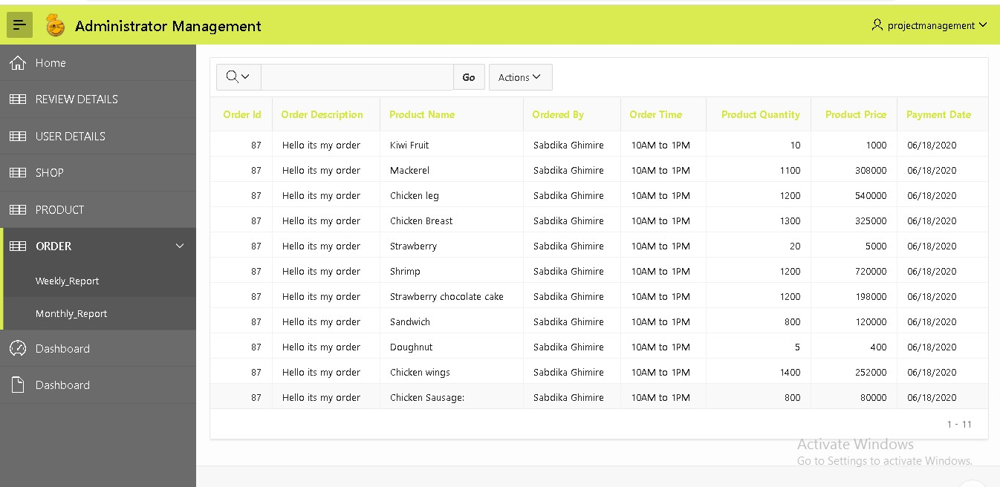 Administrator Management
projectmanagement
Home
REVIEW DETAILS
USER DETAILS
SHOP
PRODUCT
ORDER
Weekly_Report
Monthly_Report
Dashboard
Dashboard
Go Actions
Order Id Order Description Product Name Ordered By Order Time Product Quantity Product Price Payment Date
87 Hello its my order Kiwi Fruit Sabdika Ghimire 10AM to 1PM 10 1000 06/18/2020
87 Hello its my order Mackerel Sabdika Ghimire 10AM to 1PM 1100 308000 06/18/2020
87 Hello its my order Chicken leg Sabdika Ghimire 10AM to 1PM 1200 540000 06/18/2020
87 Hello its my order Chicken Breast Sabdika Ghimire 10AM to 1PM 1300 325000 06/18/2020
87 Hello its my order Strawberry Sabdika Ghimire 10AM to 1PM 20 5000 06/18/2020
87 Hello its my order Shrimp Sabdika Ghimire 10AM to 1PM 1200 720000 06/18/2020
87 Hello its my order Strawberry chocolate cake Sabdika Ghimire 10AM to 1PM 1200 198000 06/18/2020
87 Hello its my order Sandwich Sabdika Ghimire 10AM to 1PM 800 120000 06/18/2020
87 Hello its my order Doughnut Sabdika Ghimire 10AM to 1PM 5 400 06/18/2020
87 Hello its my order Chicken wings Sabdika Ghimire 10AM to 1PM 1400 252000 06/18/2020
87 Hello its my order Chicken Sausage: Sabdika Ghimire 10AM to 1PM 800 80000 06/18/2020
1 - 11
Activate Windows
Go to Settings to activate Windows.